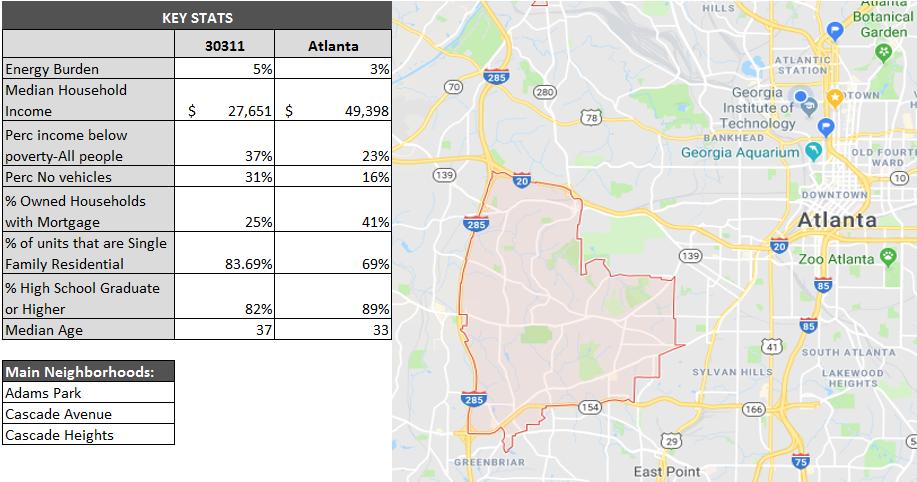 KEY STATS
30311 Atlanta
Energy Burden 5% 3%
Median Household
Income $ 27,651 $ 49,398
Perc income below
poverty-All people 37% 23%
Perc No vehicles 31% 16%
% Owned Households
with Mortgage 25% 41%
% of units that are Single
Family Residential 83.69% 69%
% High School Graduate
or Higher 82% 89%
Median Age 37 33
Main Neighborhoods:
Adams Park
Cascade Avenue
Cascade Heights
HILLS
Atlanta
Botanical
Garden
ATLANTIC
STATION
285
70
280
Georgia
Institute of
Technology
78
BANKHEAD
Georgia Aquarium
OLD FOURTH
WARD
139
20
10
DOWNTOWN
Atlanta
285
20
139
Zoo Atlanta
85
85
41
SOUTH ATLANTA
SYLVAN HILLS
LAKEWOOD
HEIGHTS
285
154
166
29
GREENBRIAR
East Point
75